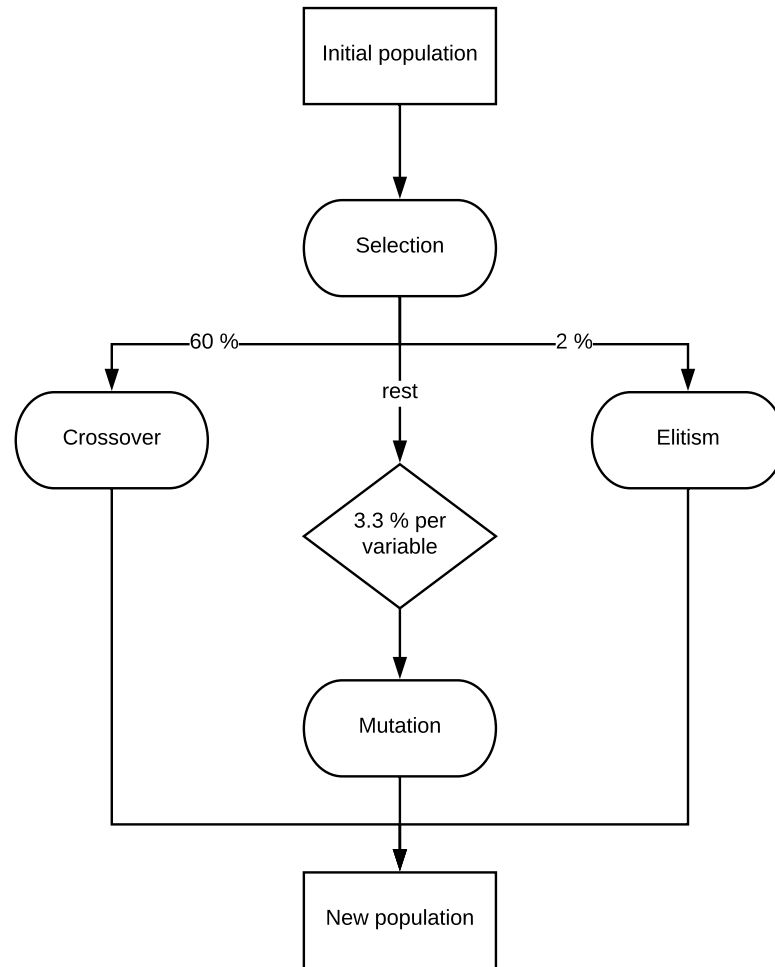 Initial population
Selection
60 %
2 %
rest
Crossover
Elitism
3.3 % per
variable
Mutation
New population